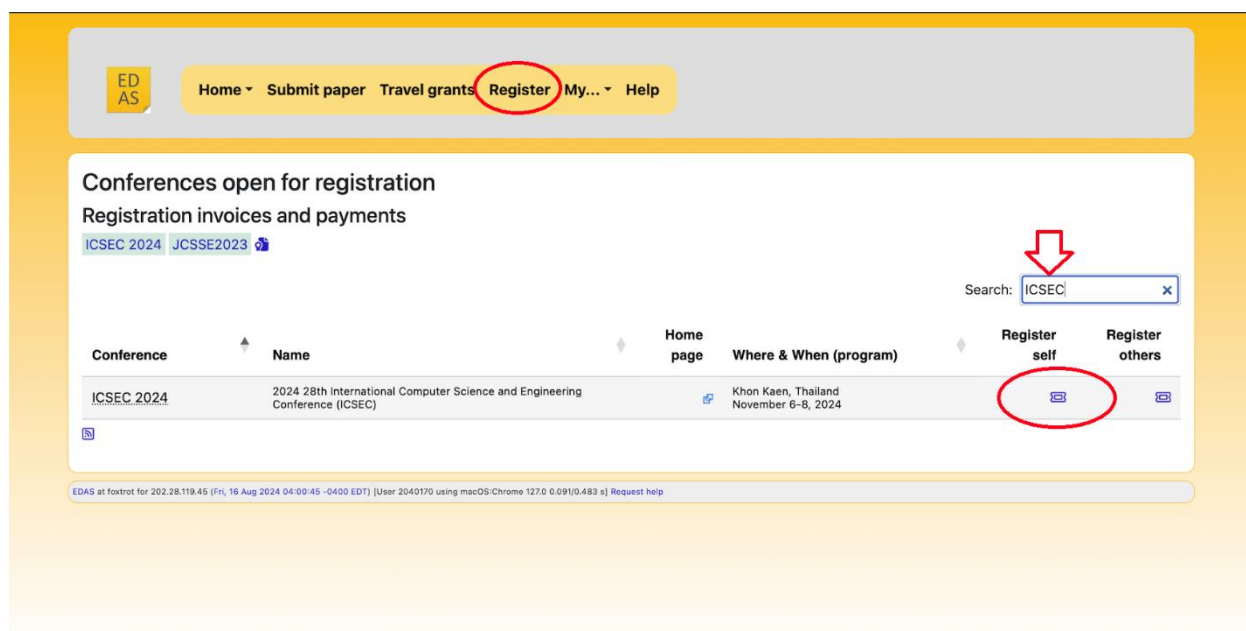 ED
AS
Home Submit paper Travel grants Register My... Help
Conferences open for registration
Registration invoices and payments
ICSEC 2024 JCSSE2023
Search: ICSEC x
Conference Name Home page Where & When (program) Register self Register others
ICSEC 2024 2024 28th International Computer Science and Engineering Conference (ICSEC) Khon Kaen, Thailand November 6-8, 2024
EDAS at foxtrot for 202.28.119.45 (Fri, 16 Aug 2024 04:00:45 -0400 EDT) [User 2040170 using macOS:Chrome 127.0 0.091/0.483 s] Request help